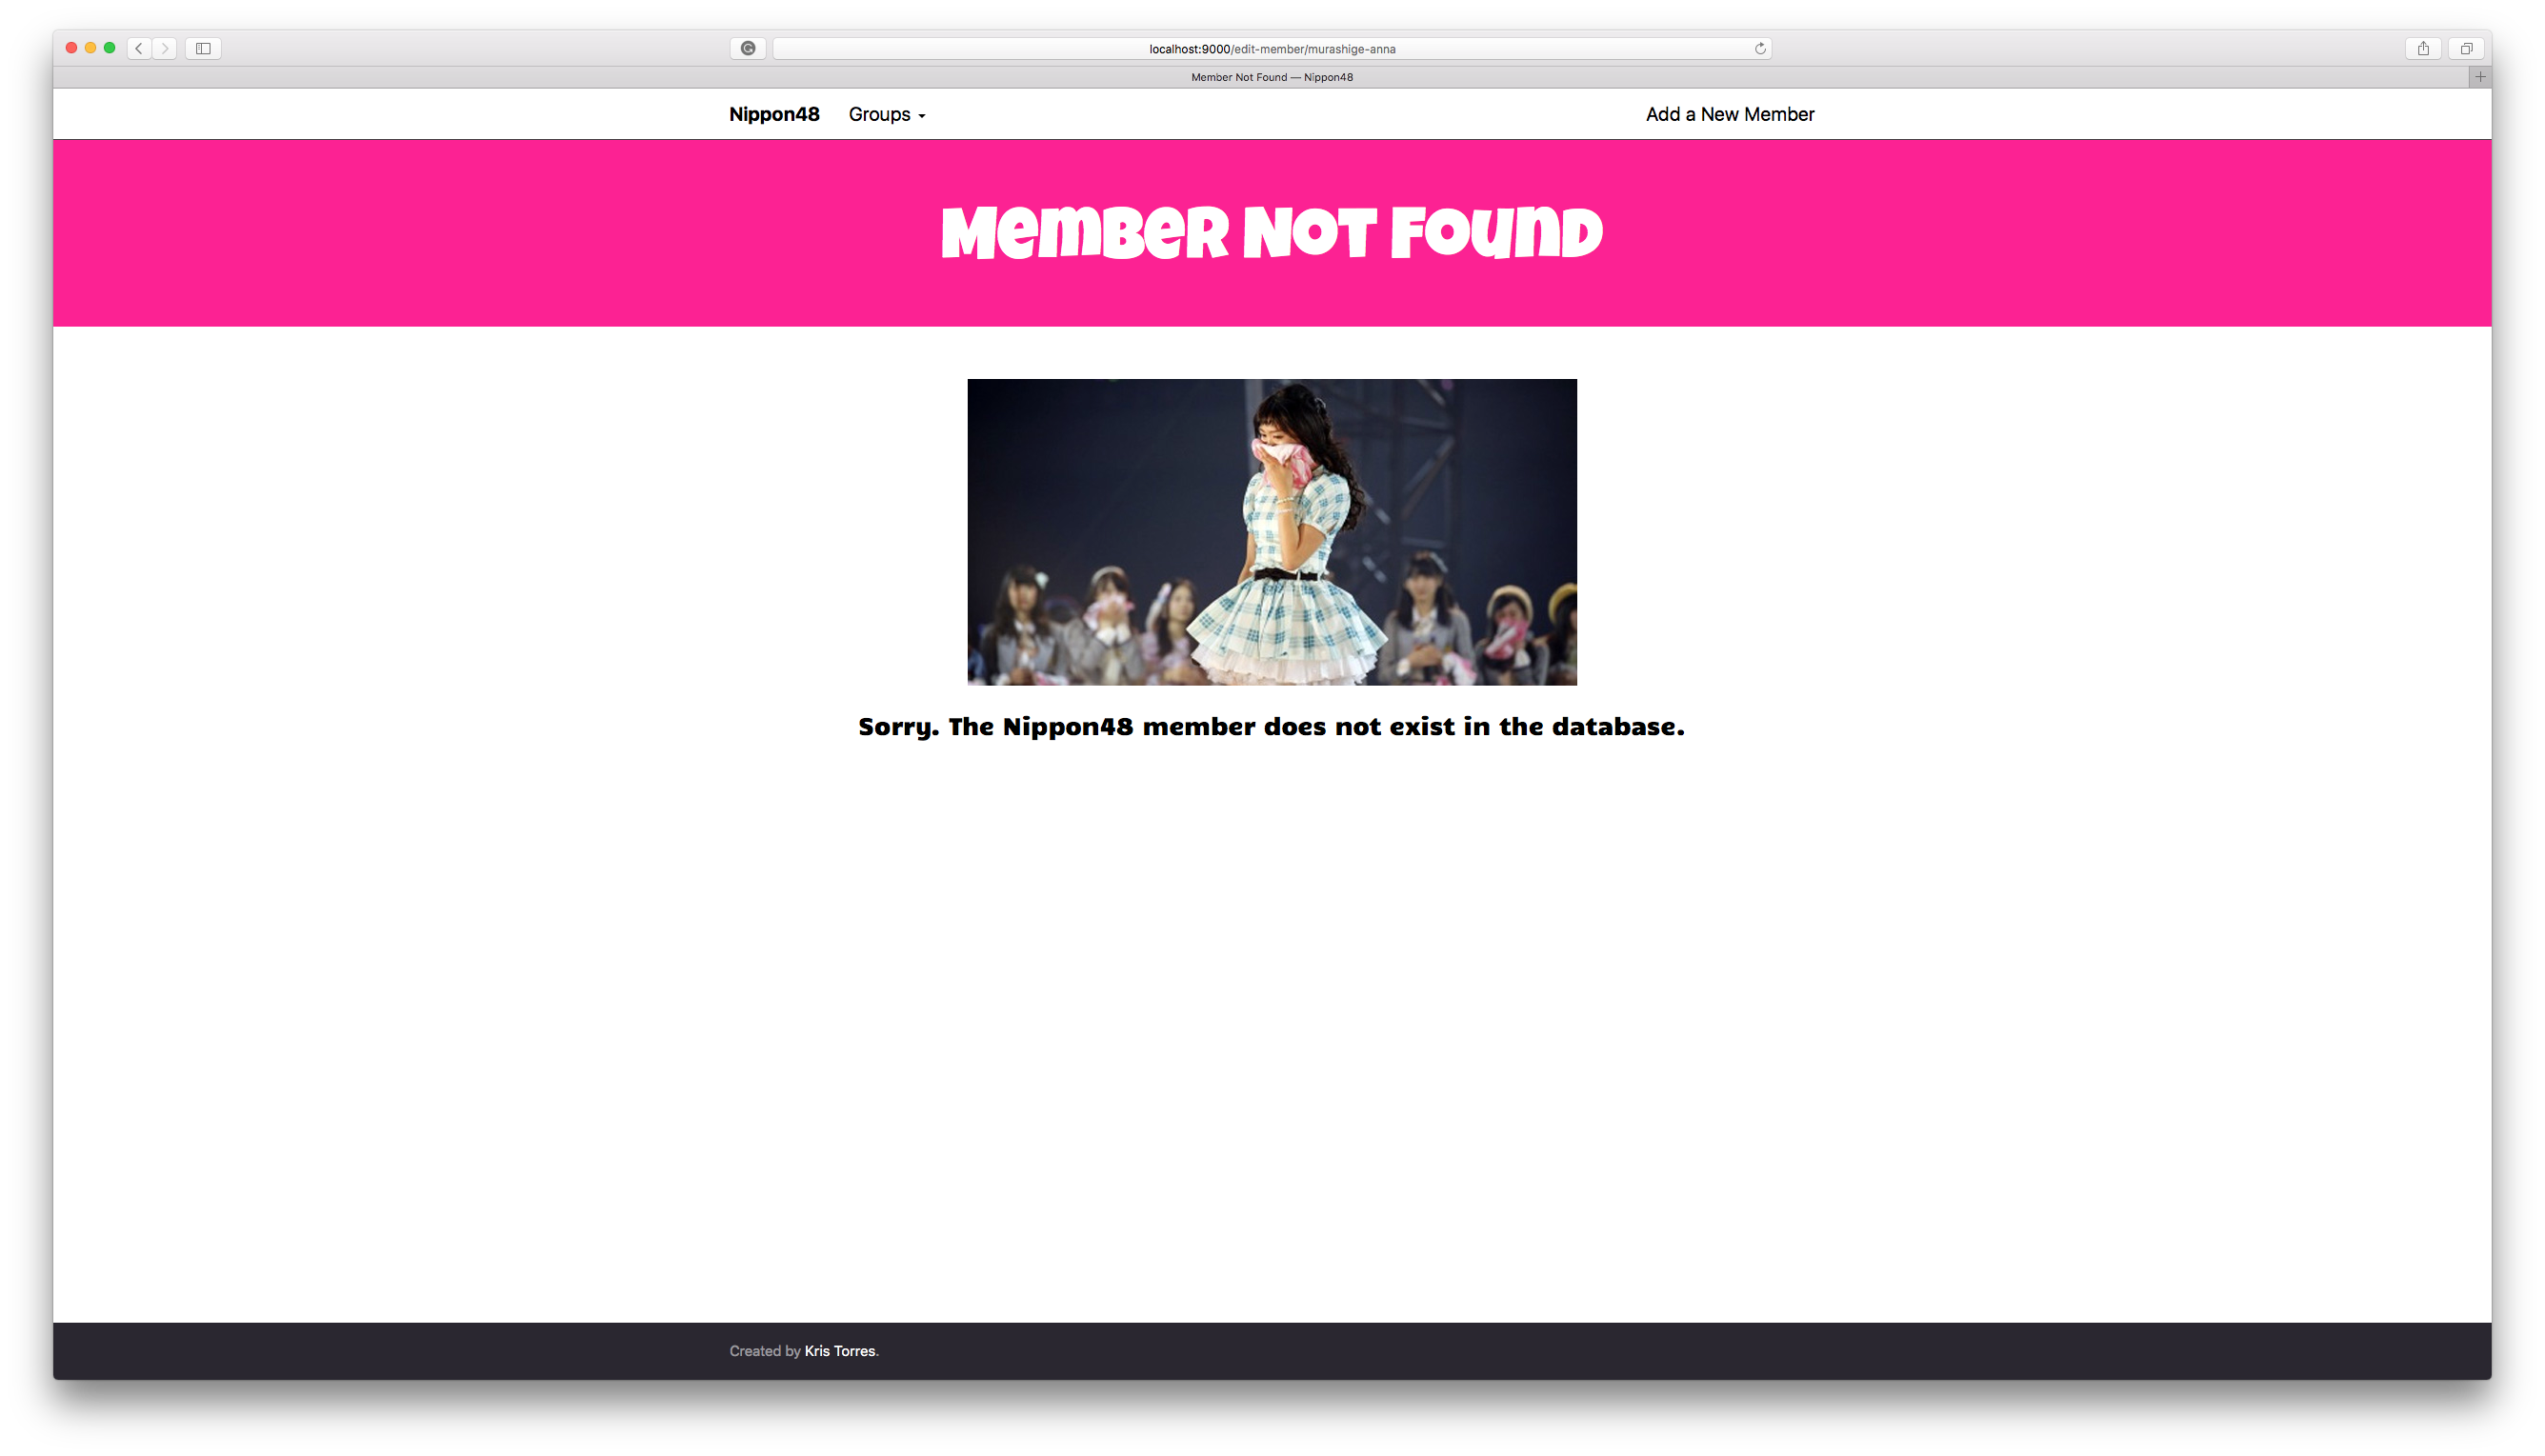 localhost:9000/edit-member/murashige-anna
Member Not Found — Nippon48
Nippon48 Groups Add a New Member
Member Not Found
Sorry. The Nippon48 member does not exist in the database.
Created by Kris Torres.